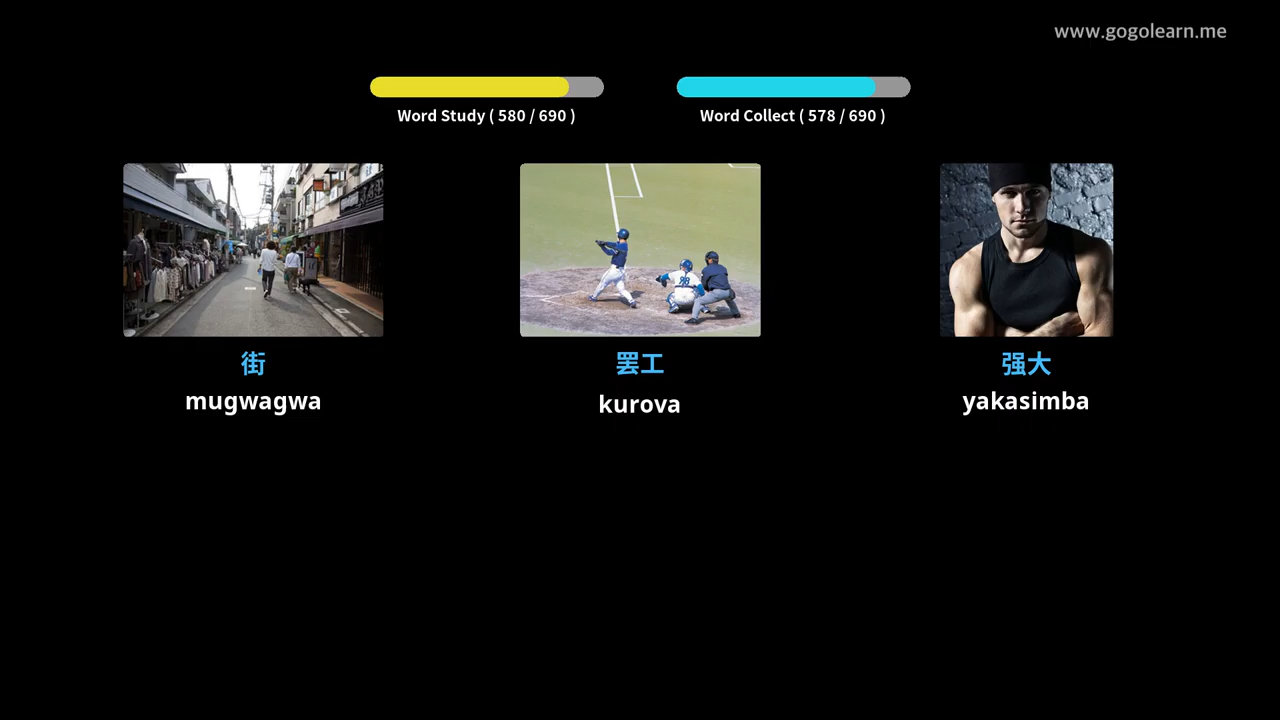 www.gogolearn.me
Word Study ( 580 / 690 )
Word Collect ( 578 / 690 )
街
mugwagwa
罢工
kurova
强大
yakasimba